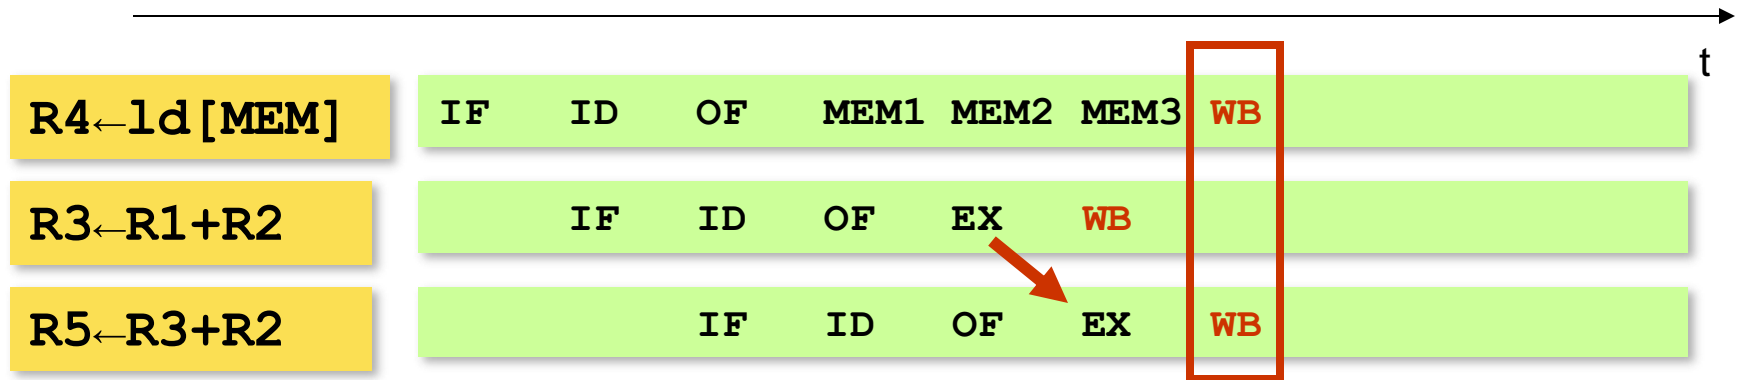 t
R4←ld[MEM] IF ID OF MEM1 MEM2 MEM3 WB
R3←R1+R2 IF ID OF EX WB
R5←R3+R2 IF ID OF EX WB